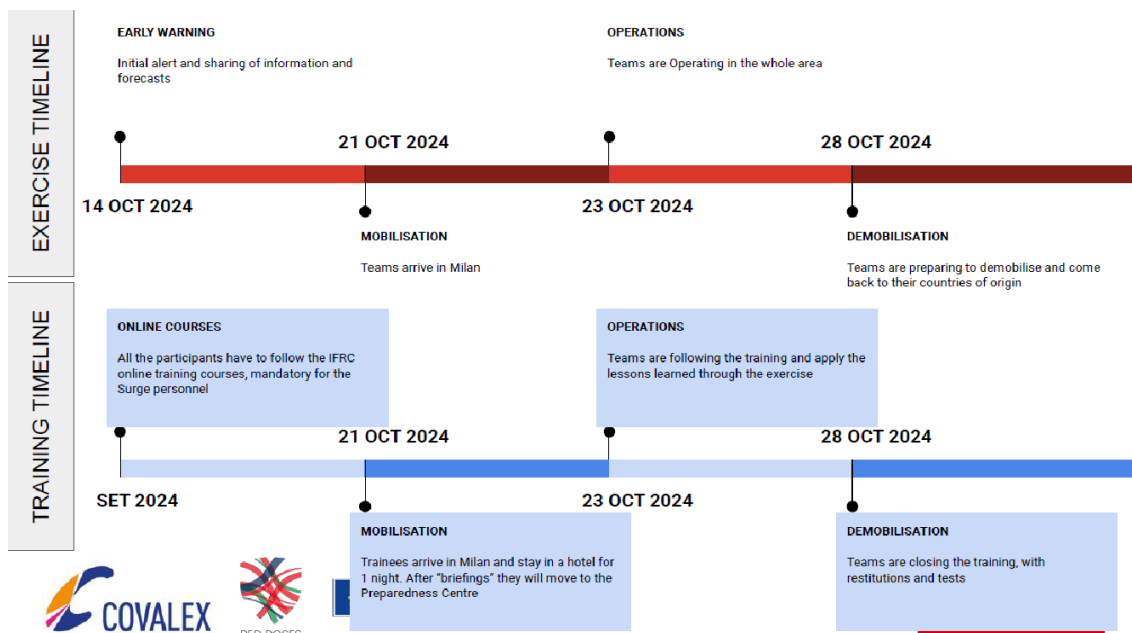 EXERCISE TIMELINE
EARLY WARNING
Initial alert and sharing of information and
forecasts
OPERATIONS
Teams are Operating in the whole area
21 OCT 2024
28 OCT 2024
14 OCT 2024
23 OCT 2024
MOBILISATION
Teams arrive in Milan
DEMOBILISATION
Teams are preparing to demobilise and come
back to their countries of origin
TRAINING TIMELINE
ONLINE COURSES
All the participants have to follow the IFRC
online training courses, mandatory for the
Surge personnel
OPERATIONS
Teams are following the training and apply the
lessons learned through the exercise
21 OCT 2024
28 OCT 2024
SET 2024
23 OCT 2024
MOBILISATION
Trainees arrive in Milan and stay in a hotel for
1 night. After “briefings” they will move to the
Preparedness Centre
DEMOBILISATION
Teams are closing the training, with
restitutions and tests
COVALEX